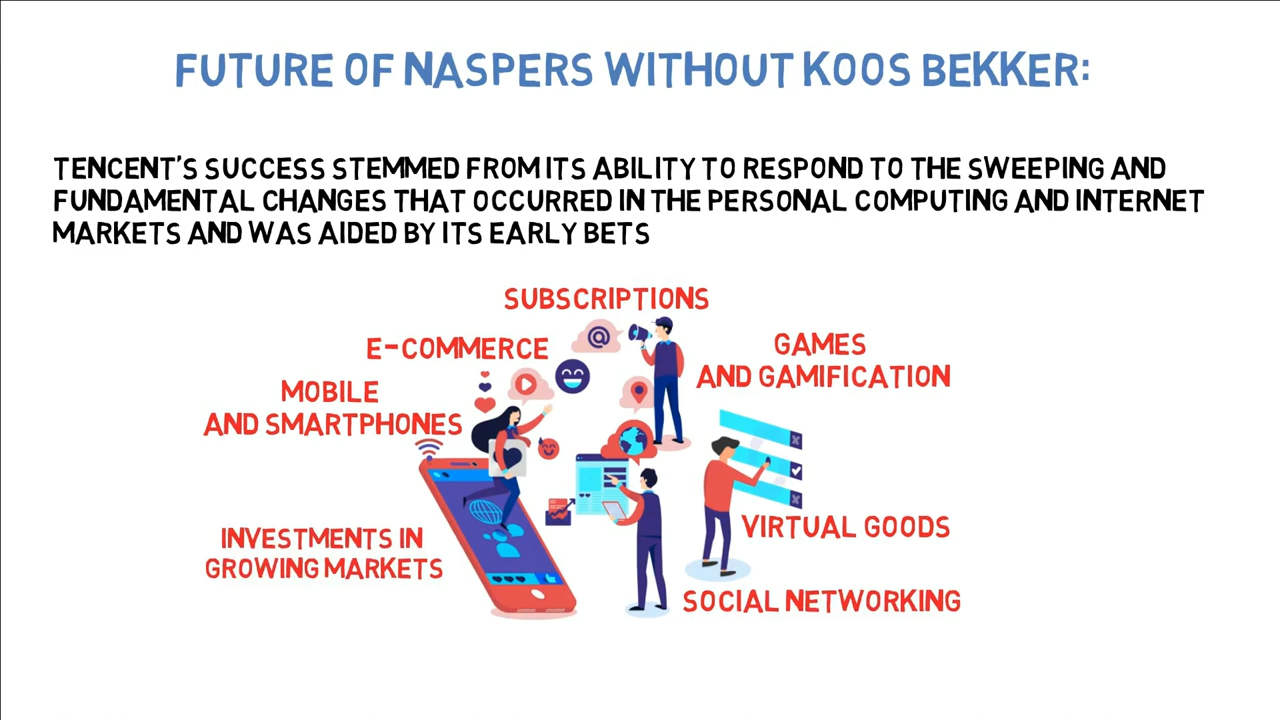 FUTURE OF NASPERS WITHOUT KOOS BEKKER:
TENCENT'S SUCCESS STEMMED FROM ITS ABILITY TO RESPOND TO THE SWEEPING AND
FUNDAMENTAL CHANGES THAT OCCURRED IN THE PERSONAL COMPUTING AND INTERNET
MARKETS AND WAS AIDED BY ITS EARLY BETS
SUBSCRIPTIONS
E-COMMERCE
GAMES
AND GAMIFICATION
MOBILE
AND SMARTPHONES
INVESTMENTS IN
GROWING MARKETS
VIRTUAL GOODS
SOCIAL NETWORKING